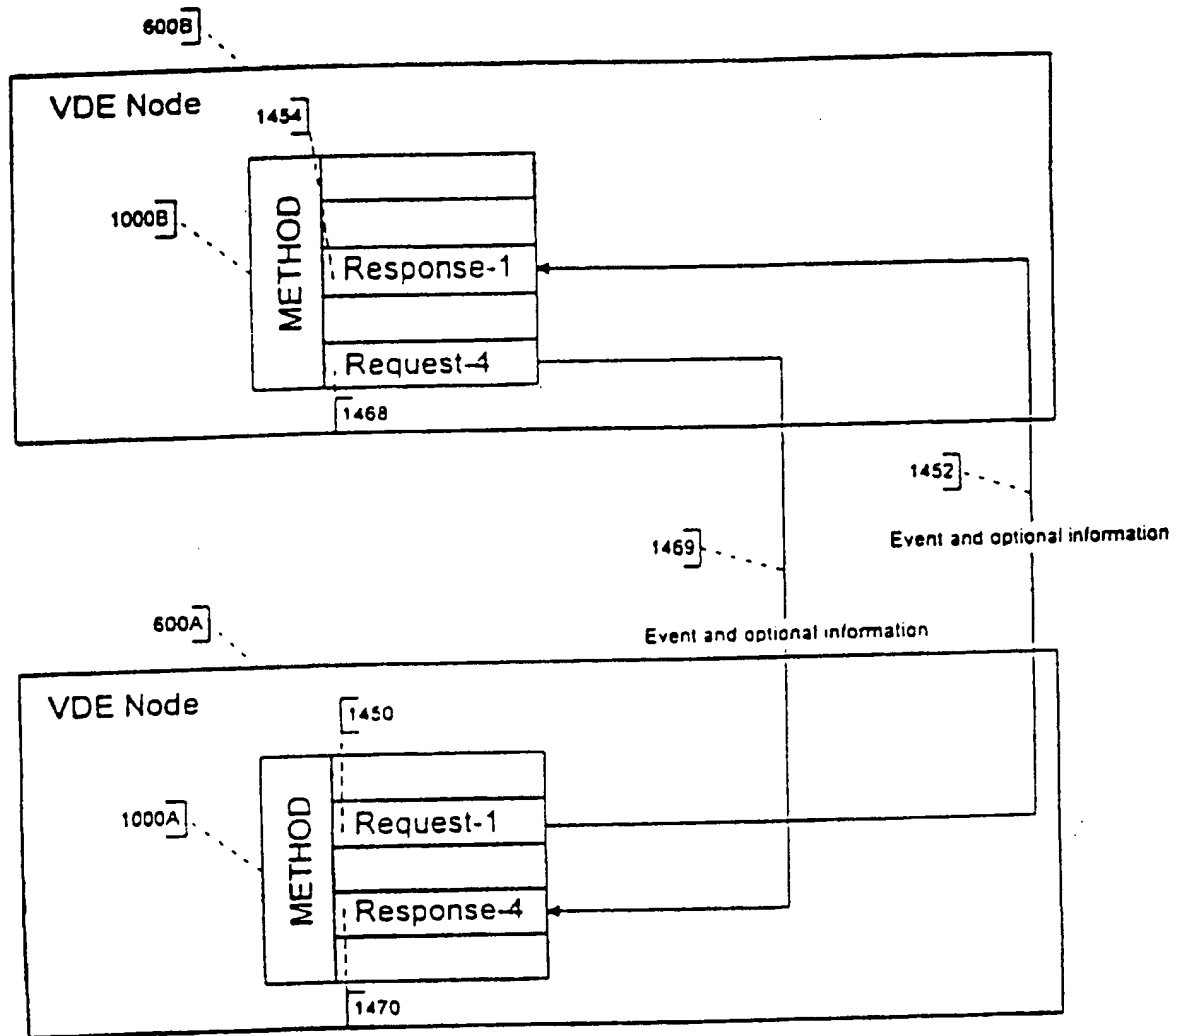 600B
VDE Node
1454
1000B
METHOD
Response-1
Request-4
1468
1452
Event and optional information
1469
600A
Event and optional information
VDE Node
1450
1000A
METHOD
Request-1
Response-4
1470